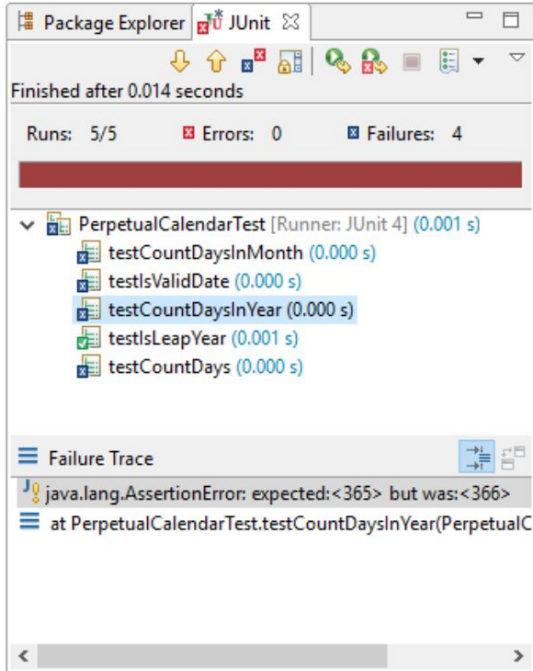 Package Explorer JUnit
Finished after 0.014 seconds
Runs: 5/5 Errors: 0 Failures: 4
PerpetualCalendarTest [Runner: JUnit 4] (0.001 s)
testCountDaysInMonth (0.000 s)
testIsValidDate (0.000 s)
testCountDaysInYear (0.000 s)
testIsLeapYear (0.001 s)
testCountDays (0.000 s)
Failure Trace
java.lang.AssertionError: expected:<365> but was:<366>
at PerpetualCalendarTest.testCountDaysInYear(PerpetualC